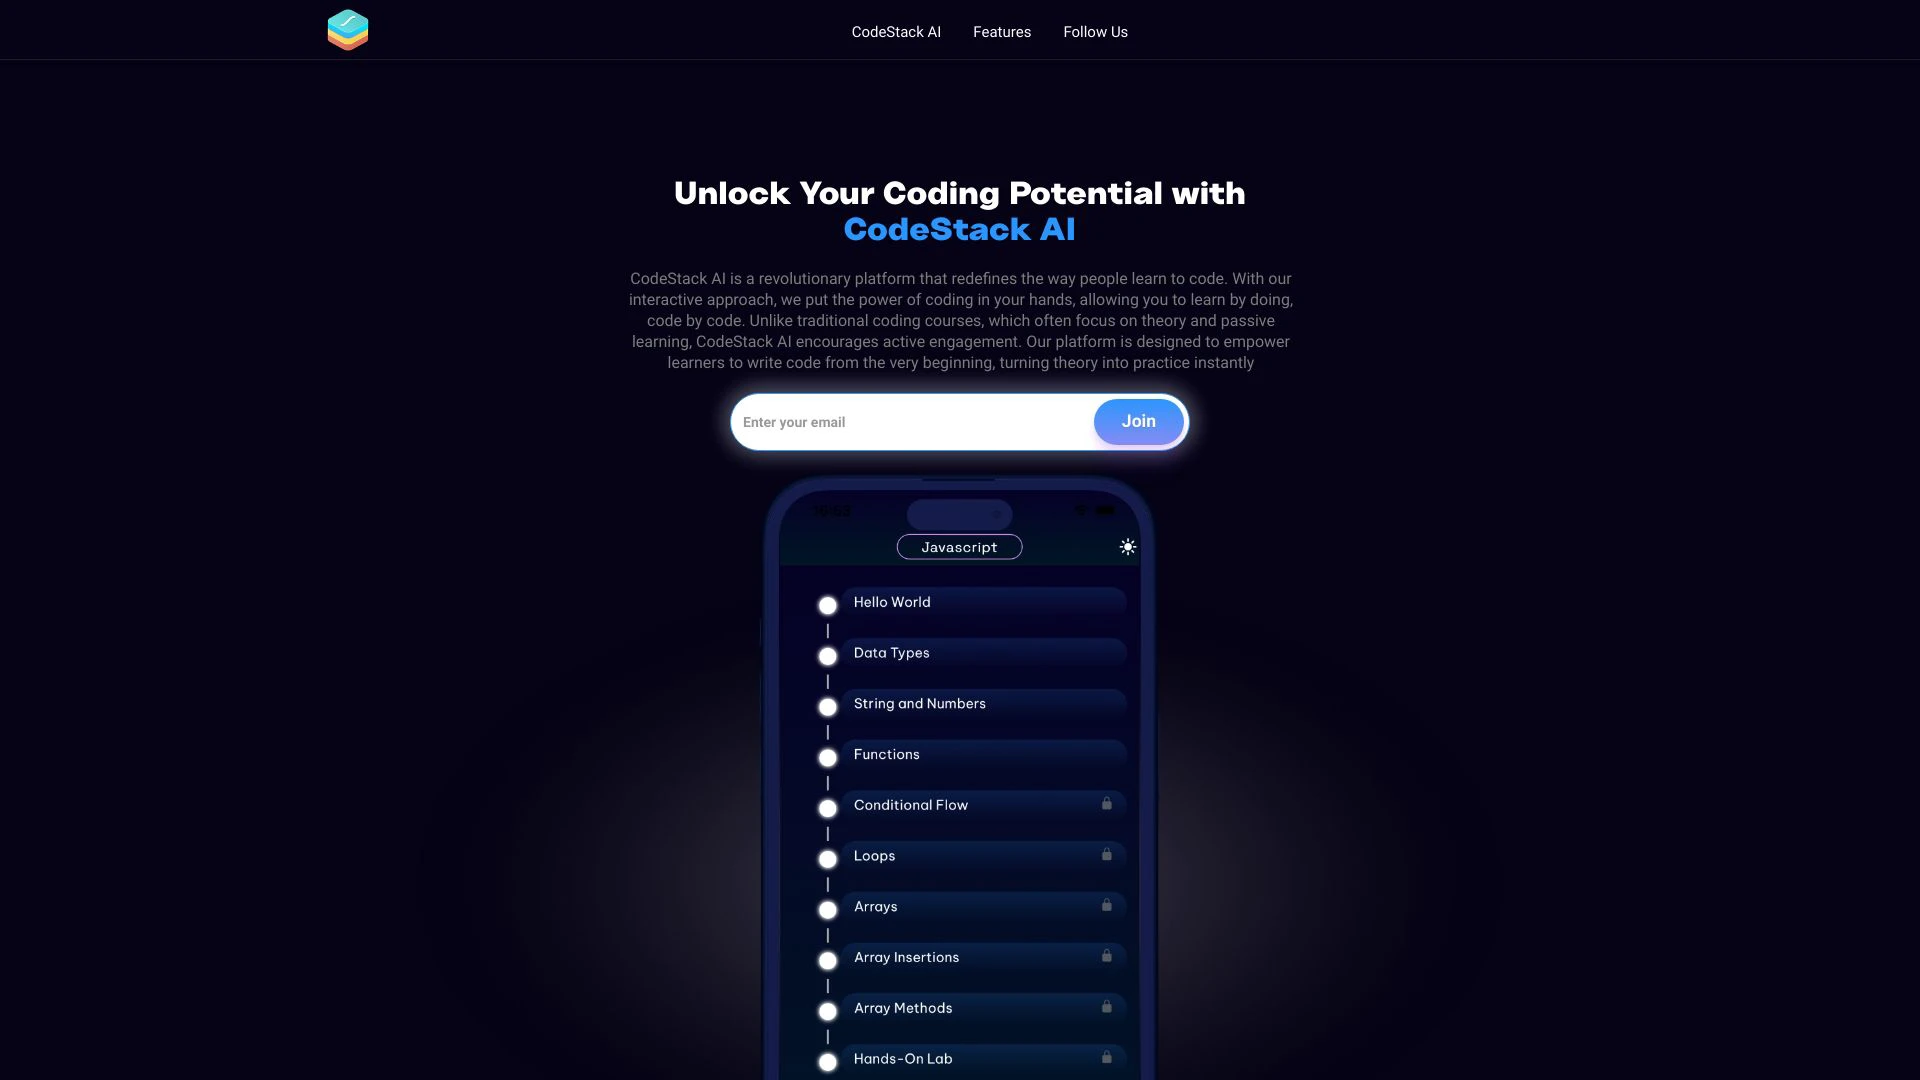 CodeStack AI
Features
Follow Us
Unlock Your Coding Potential with
CodeStack AI
CodeStack AI is a revolutionary platform that redefines the way people learn to code. With our
interactive approach, we put the power of coding in your hands, allowing you to learn by doing,
code by code. Unlike traditional coding courses, which often focus on theory and passive
learning, CodeStack AI encourages active engagement. Our platform is designed to empower
learners to write code from the very beginning, turning theory into practice instantly
Enter your email
Join
Javascript
Hello World
Data Types
String and Numbers
Functions
Conditional Flow
Loops
Arrays
Array Insertions
Array Methods
Hands-On Lab